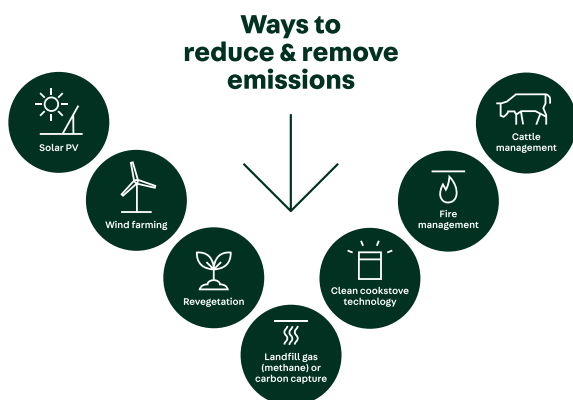 Ways to
reduce & remove
emissions
Solar PV
Wind farming
Revegetation
Landfill gas
(methane) or
carbon capture
Clean cookstove
technology
Fire
management
Cattle
management